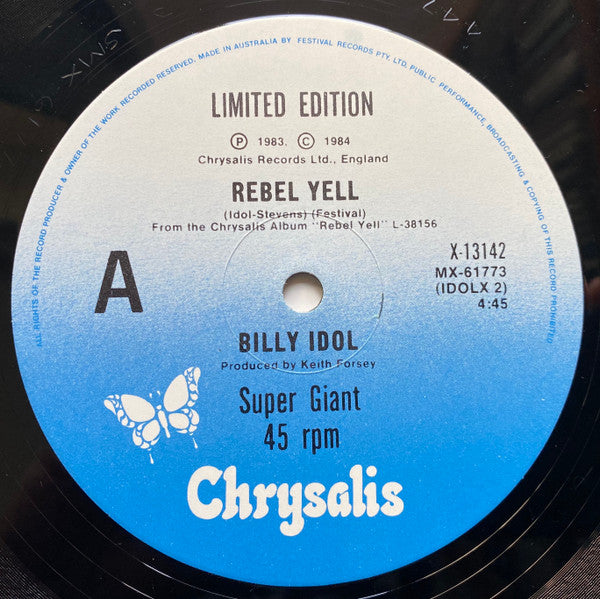 ALL RIGHTS OF THE RECORD PRODUCER & OWNER OF THE WORK RECORDED RESERVED. MADE IN AUSTRALIA BY FESTIVAL RECORDS PTY. LTD. PUBLIC PERFORMANCE, BROADCASTING & COPYING OF THIS RECORD PROHIBITED
LIMITED EDITION
Ⓟ 1983. © 1984
Chrysalis Records Ltd., England
REBEL YELL
(Idol-Stevens) (Festival)
From the Chrysalis Album "Rebel Yell" L-38156
A
X-13142
MX-61773
(IDOLX 2)
4:45
BILLY IDOL
Produced by Keith Forsey
Super Giant
45 rpm
Chrysalis